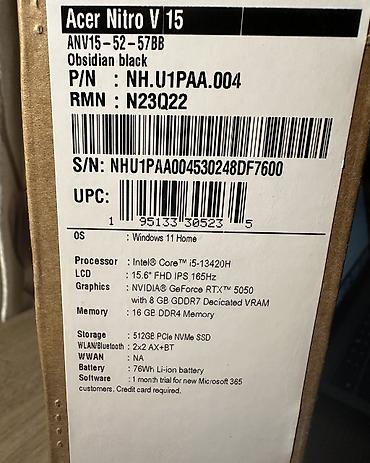 Acer Nitro V 15
ANV15-52-57BB
Obsidian black
P/N : NH.U1PAA.004
RMN : N23Q22
S/N: NHU1PAA004530248DF7600
UPC:
1 95133 30523 5
OS : Windows 11 Home
Processor : Intel® Core™ i5-13420H
LCD : 15.6" FHD IPS 165Hz
Graphics : NVIDIA® GeForce RTX™ 5050
with 8 GB GDDR7 Dedicated VRAM
Memory : 16 GB DDR4 Memory
Storage : 512GB PCIe NVMe SSD
WLAN/Bluetooth : 2x2 AX+BT
WWAN : NA
Battery : 76Wh Li-ion battery
Software : 1 month trial for new Microsoft 365
customers. Credit card required.